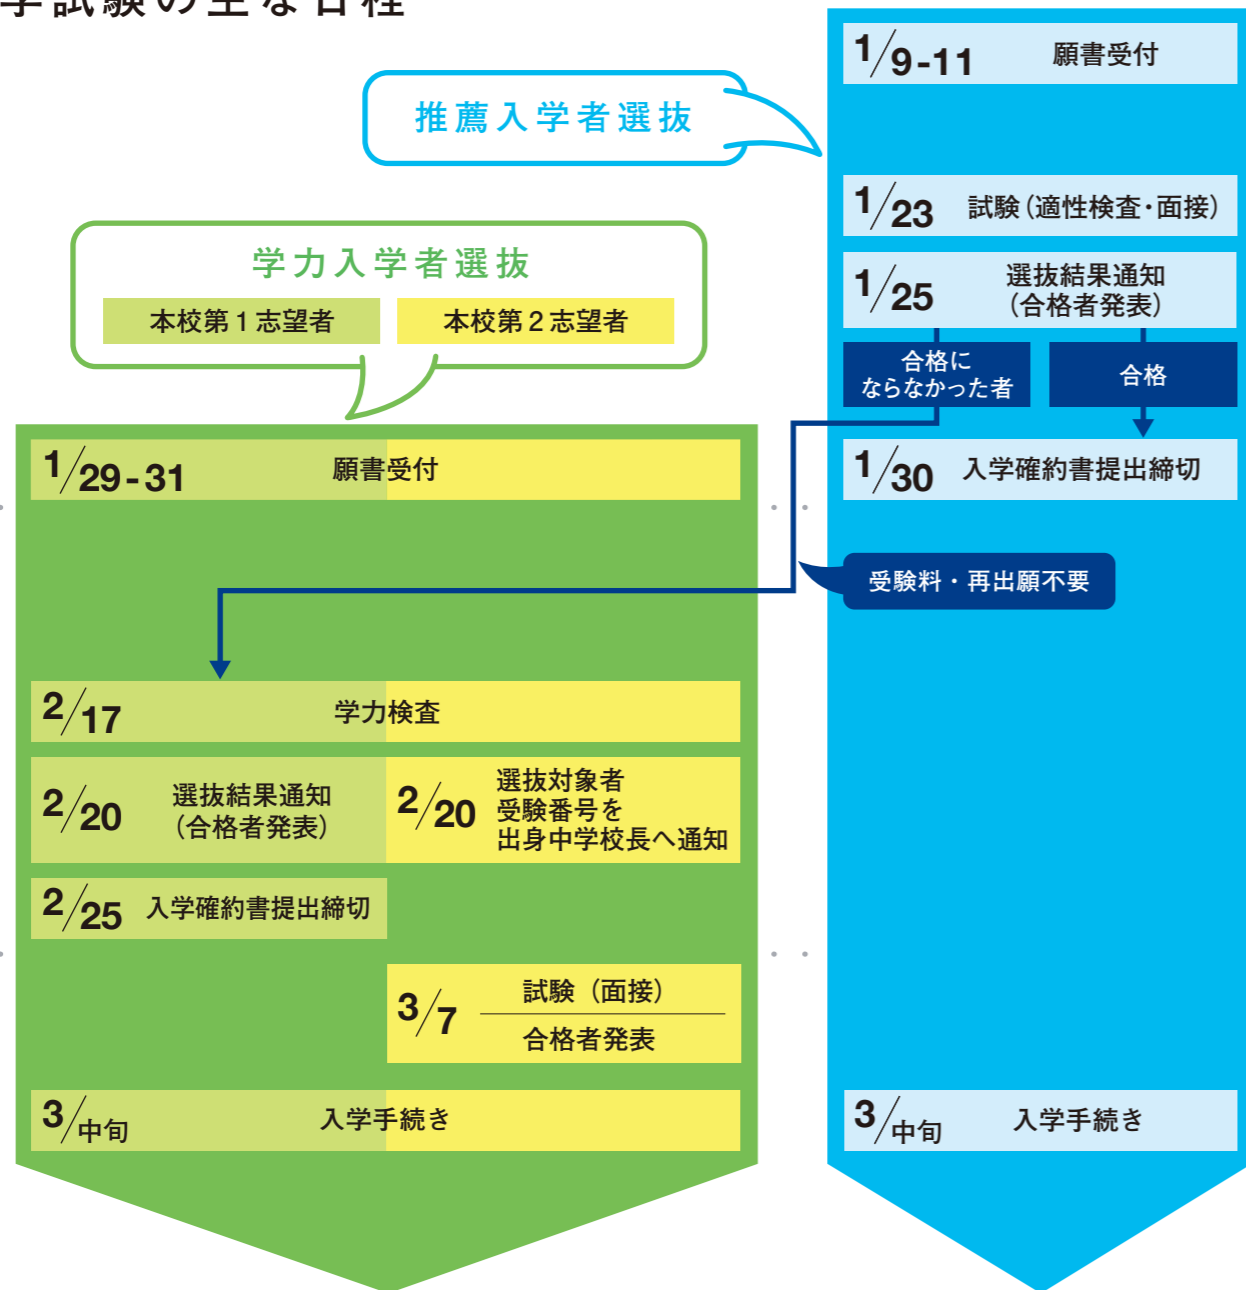 学試験の主な日程
推薦入学者選抜
1/9-11 願書受付
1/23 試験(適性検査・面接)
1/25 選抜結果通知
(合格者発表)
合格に
ならなかった者
合格
1/30 入学確約書提出締切
受験料・再出願不要
3/中旬 入学手続き
学力入学者選抜
本校第1志望者
本校第2志望者
1/29-31 願書受付
2/17 学力検査
2/20 選抜結果通知
(合格者発表)
2/20 選抜対象者
受験番号を
出身中学校長へ通知
2/25 入学確約書提出締切
3/7 試験(面接)
合格者発表
3/中旬 入学手続き